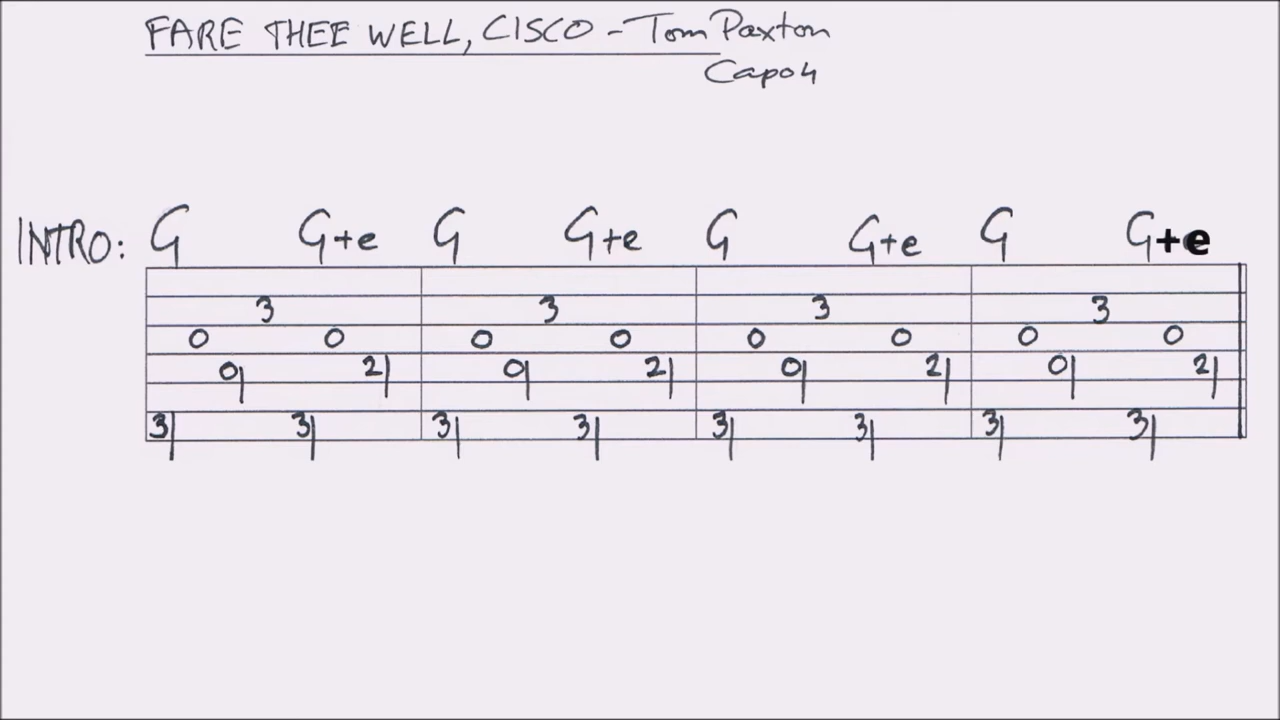 FARE THEE WELL, CISCO - Tom Paxton
Capo 4
INTRO: G G+e G G+e G G+e G G+e
3 3 3 3
0 0 0 0 0 0 0 0
0 2 0 2 0 2 0 2
3 3 3 3 3 3 3 3